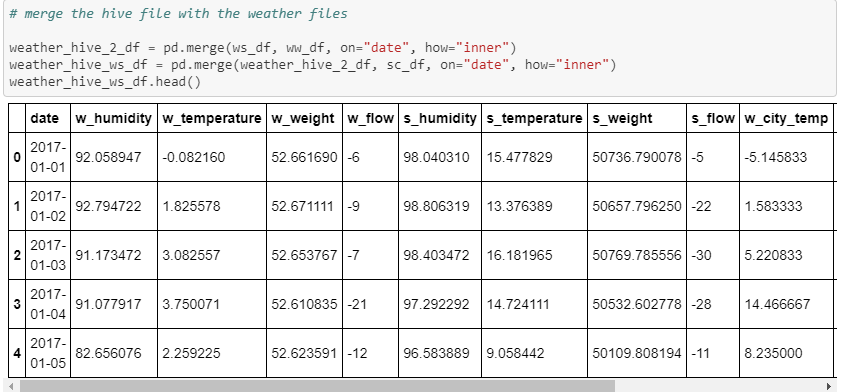 # merge the hive file with the weather files
weather_hive_2_df = pd.merge(ws_df, ww_df, on="date", how="inner")
weather_hive_ws_df = pd.merge(weather_hive_2_df, sc_df, on="date", how="inner")
weather_hive_ws_df.head()
date w_humidity w_temperature w_weight w_flow s_humidity s_temperature s_weight s_flow w_city_temp
0 2017-01-01 92.058947 -0.082160 52.661690 -6 98.040310 15.477829 50736.790078 -5 -5.145833
1 2017-01-02 92.794722 1.825578 52.671111 -9 98.806319 13.376389 50657.796250 -22 1.583333
2 2017-01-03 91.173472 3.082557 52.653767 -7 98.403472 16.181965 50769.785556 -30 5.220833
3 2017-01-04 91.077917 3.750071 52.610835 -21 97.292292 14.724111 50532.602778 -28 14.466667
4 2017-01-05 82.656076 2.259225 52.623591 -12 96.583889 9.058442 50109.808194 -11 8.235000